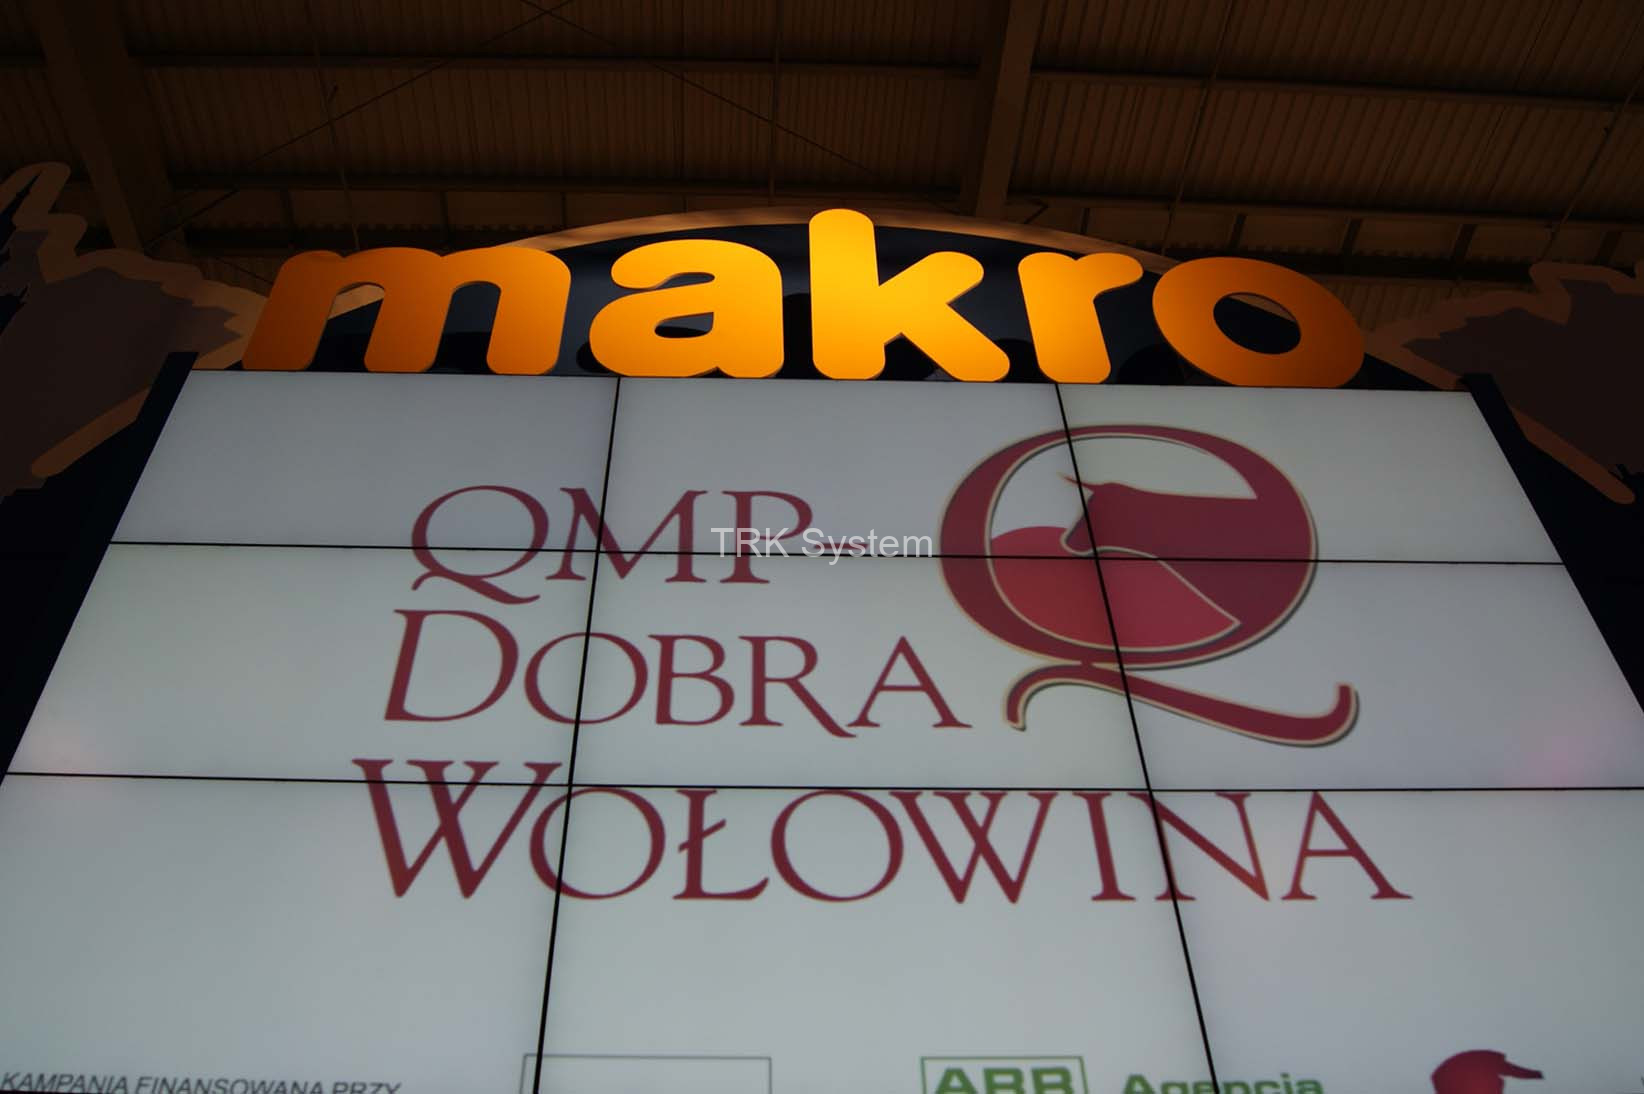 makro
QMP
TRK System
DOBRA
WOŁOWINA
KAMPANIA FINANSOWANA PRZY
ARR Agencja